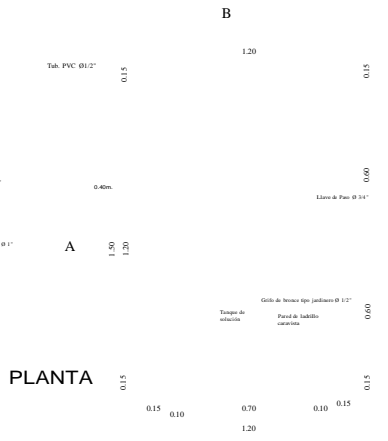 B
1.20
Tub. PVC Ø1/2"
0.15
0.15
0.60
0.40m.
Llave de Paso Ø 3/4"
Ø 1"
A
1.50
1.20
Grifo de bronce tipo jardinero Ø 1/2"
Tanque de
solución
Pared de ladrillo
caravista
0.60
PLANTA
0.15
0.15
0.15
0.10
0.70
0.10
0.15
1.20